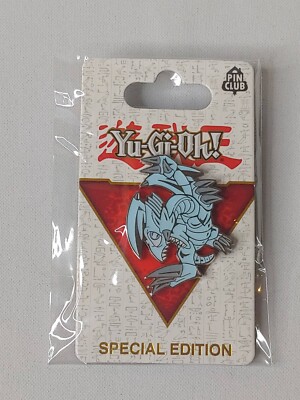 PIN
CLUB
Yu-Gi-Oh!
SPECIAL EDITION